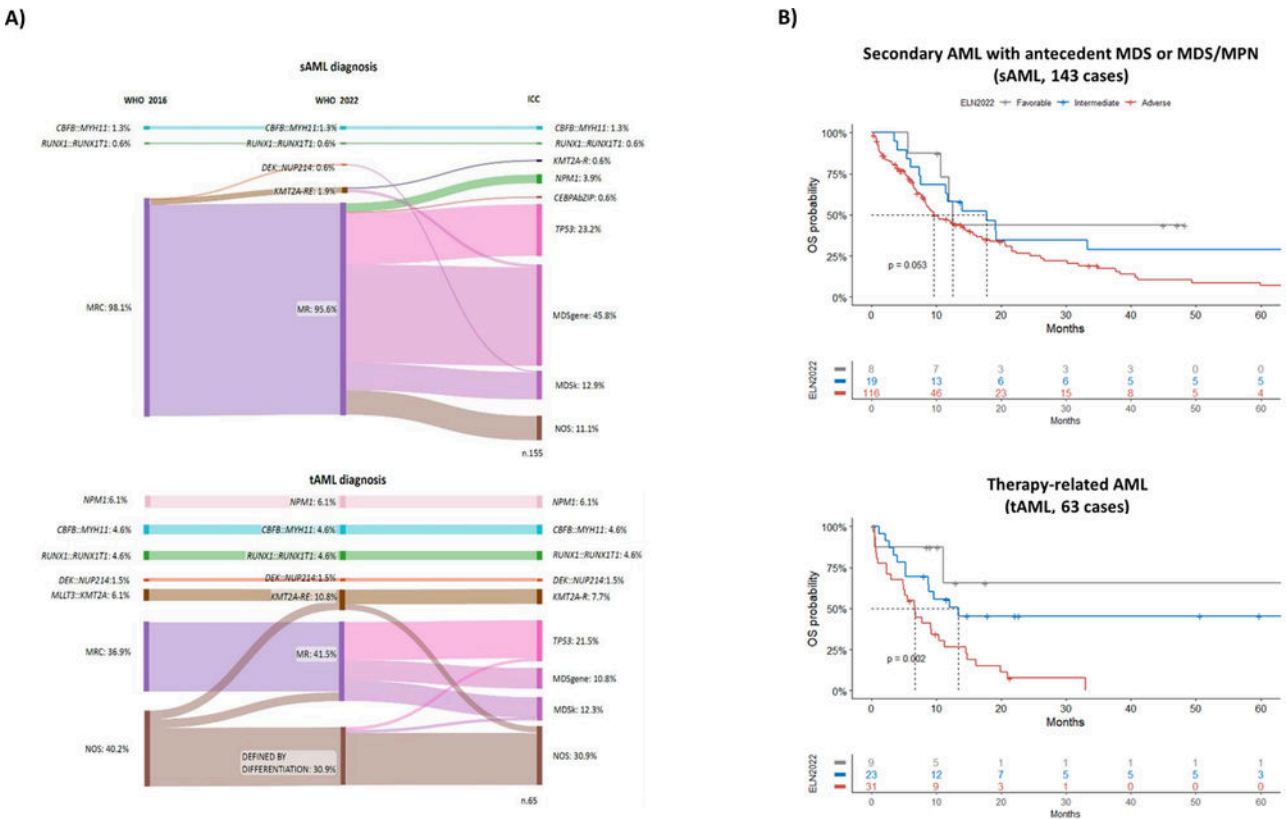 A)
sAML diagnosis
WHO 2016
WHO 2022
ICC
CBFB::MYH11: 1.3%
CBFB::MYH11:1.3%
CBFB::MYH11: 1.3%
RUNX1::RUNX1T1: 0.6%
RUNX1::RUNX1T1: 0.6%
RUNX1::RUNX1T1: 0.6%
DEK::NUP214: 0.6%
KMT2A-R: 0.6%
KMT2A-RE: 1.9%
NPM1: 3.9%
CEBPAbZIP: 0.6%
TP53: 23.2%
MRC: 98.1%
MR: 95.6%
MDSgene: 45.8%
MDSk: 12.9%
NOS: 11.1%
n.155
tAML diagnosis
NPM1:6.1%
NPM1: 6.1%
NPM1: 6.1%
CBFB::MYH11: 4.6%
CBFB::MYH11: 4.6%
CBFB::MYH11: 4.6%
RUNX1::RUNX1T1: 4.6%
RUNX1::RUNX1T1: 4.6%
RUNX1::RUNX1T1: 4.6%
DEK::NUP214: 1.5%
DEK::NUP214:1.5%
DEK::NUP214:1.5%
MLLT3::KMT2A: 6.1%
KMT2A-RE: 10.8%
KMT2A-R: 7.7%
MRC: 36.9%
MR: 41.5%
TP53: 21.5%
MDSgene: 10.8%
MDSk: 12.3%
NOS: 40.2%
DEFINED BY
DIFFERENTIATION: 30.9%
NOS: 30.9%
n.65
B)
Secondary AML with antecedent MDS or MDS/MPN
(sAML, 143 cases)
ELN2022 Favorable Intermediate Adverse
OS probability
100%
75%
50%
25%
0%
p = 0.053
0 10 20 30 40 50 60
Months
ELN2022
8 7 3 3 3 0 0
19 13 6 6 5 5 5
116 46 23 15 8 5 4
0 10 20 30 40 50 60
Months
Therapy-related AML
(tAML, 63 cases)
OS probability
100%
75%
50%
25%
0%
p = 0.002
0 10 20 30 40 50 60
Months
ELN2022
9 5 1 1 1 1 1
23 12 7 5 5 5 3
31 9 3 1 0 0 0
0 10 20 30 40 50 60
Months